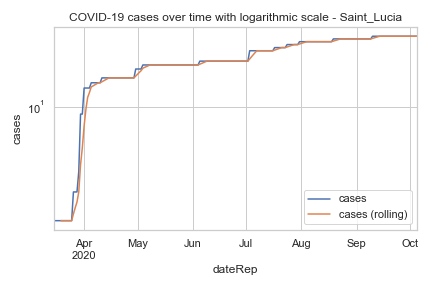 COVID-19 cases over time with logarithmic scale - Saint_Lucia
cases
10¹
cases
cases (rolling)
Apr
2020
May
Jun
Jul
Aug
Sep
Oct
dateRep